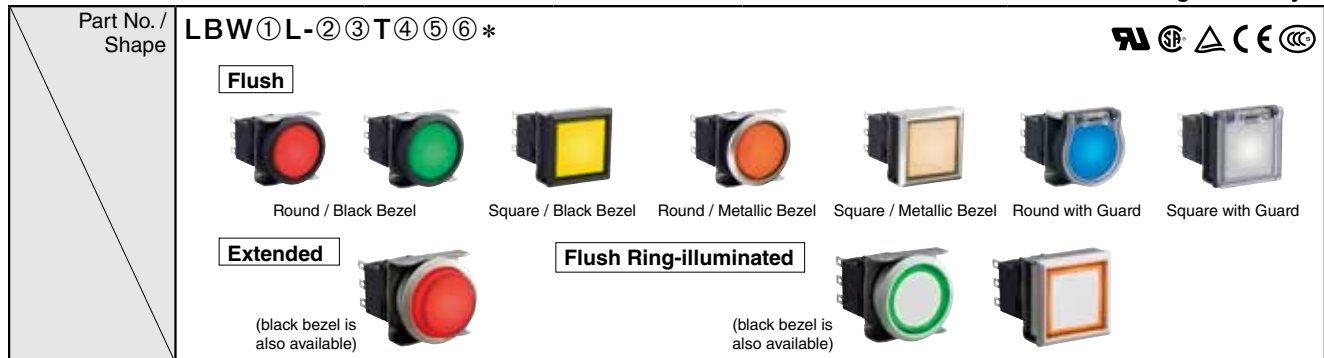 Part No. /
Shape
LBW①L-②③T④⑤⑥*
Flush
Round / Black Bezel
Square / Black Bezel
Round / Metallic Bezel
Square / Metallic Bezel
Round with Guard
Square with Guard
Extended
(black bezel is
also available)
Flush Ring-illuminated
(black bezel is
also available)